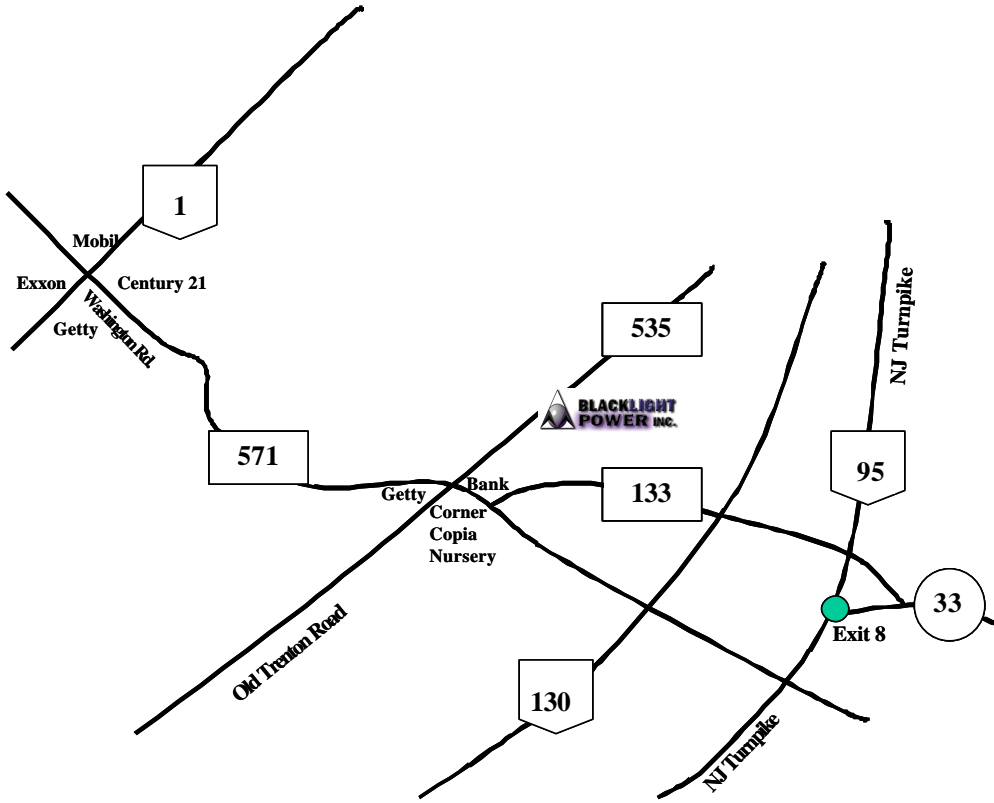 1
Mobil
Exxon
Century 21
Washington Rd.
Getty
535
NJ Turnpike
BLACKLIGHT
POWER INC.
571
95
Getty
Bank
133
Corner
Copia
Nursery
33
Exit 8
Old Trenton Road
130
NJ Turnpike